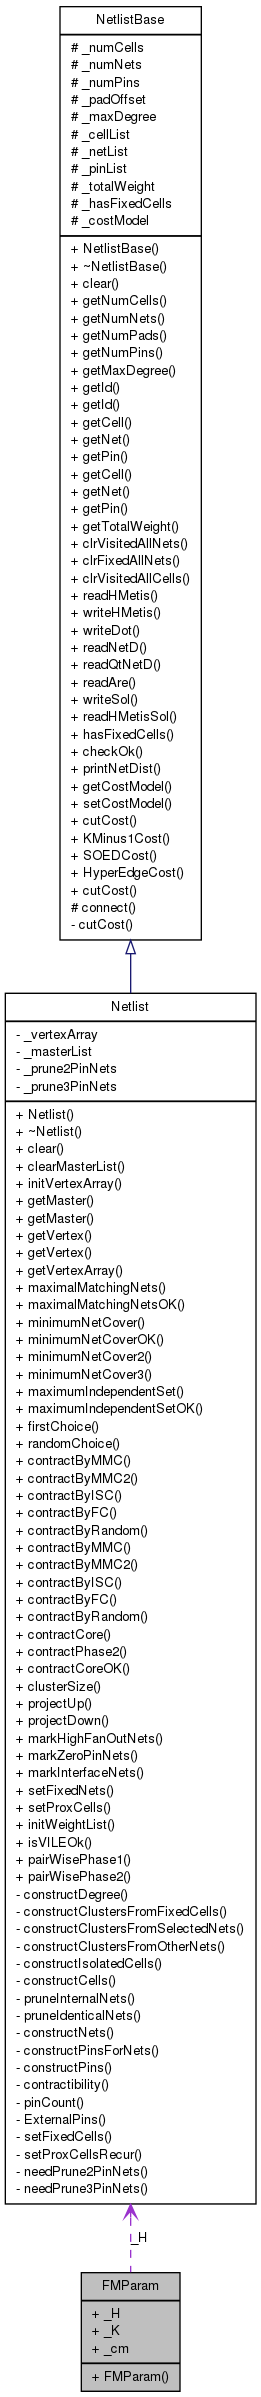 NetlistBase
# _numCells
# _numNets
# _numPins
# _padOffset
# _maxDegree
# _cellList
# _netList
# _pinList
# _totalWeight
# _hasFixedCells
# _costModel
+ NetlistBase()
+ ~NetlistBase()
+ clear()
+ getNumCells()
+ getNumNets()
+ getNumPads()
+ getNumPins()
+ getMaxDegree()
+ getId()
+ getId()
+ getCell()
+ getNet()
+ getPin()
+ getCell()
+ getNet()
+ getPin()
+ getTotalWeight()
+ clrVisitedAllNets()
+ clrFixedAllNets()
+ clrVisitedAllCells()
+ readHMetis()
+ writeHMetis()
+ writeDot()
+ readNetD()
+ readQtNetD()
+ readAre()
+ writeSol()
+ readHMetisSol()
+ hasFixedCells()
+ checkOk()
+ printNetDist()
+ getCostModel()
+ setCostModel()
+ cutCost()
+ KMinus1Cost()
+ SOEDCost()
+ HyperEdgeCost()
+ cutCost()
# connect()
- cutCost()
Netlist
- _vertexArray
- _masterList
- _prune2PinNets
- _prune3PinNets
+ Netlist()
+ ~Netlist()
+ clear()
+ clearMasterList()
+ initVertexArray()
+ getMaster()
+ getMaster()
+ getVertex()
+ getVertex()
+ getVertexArray()
+ maximalMatchingNets()
+ maximalMatchingNetsOK()
+ minimumNetCover()
+ minimumNetCoverOK()
+ minimumNetCover2()
+ minimumNetCover3()
+ maximumIndependentSet()
+ maximumIndependentSetOK()
+ firstChoice()
+ randomChoice()
+ contractByMMC()
+ contractByMMC2()
+ contractByISC()
+ contractByFC()
+ contractByRandom()
+ contractByMMC()
+ contractByMMC2()
+ contractByISC()
+ contractByFC()
+ contractByRandom()
+ contractCore()
+ contractPhase2()
+ contractCoreOK()
+ clusterSize()
+ projectUp()
+ projectDown()
+ markHighFanOutNets()
+ markZeroPinNets()
+ markInterfaceNets()
+ setFixedNets()
+ setProxCells()
+ initWeightList()
+ isVILEOk()
+ pairWisePhase1()
+ pairWisePhase2()
- constructDegree()
- constructClustersFromFixedCells()
- constructClustersFromSelectedNets()
- constructClustersFromOtherNets()
- constructIsolatedCells()
- constructCells()
- pruneInternalNets()
- pruneIdenticalNets()
- constructNets()
- constructPinsForNets()
- constructPins()
- contractibility()
- pinCount()
- ExternalPins()
- setFixedCells()
- setProxCellsRecur()
- needPrune2PinNets()
- needPrune3PinNets()
_H
FMParam
+ _H
+ _K
+ _cm
+ FMParam()